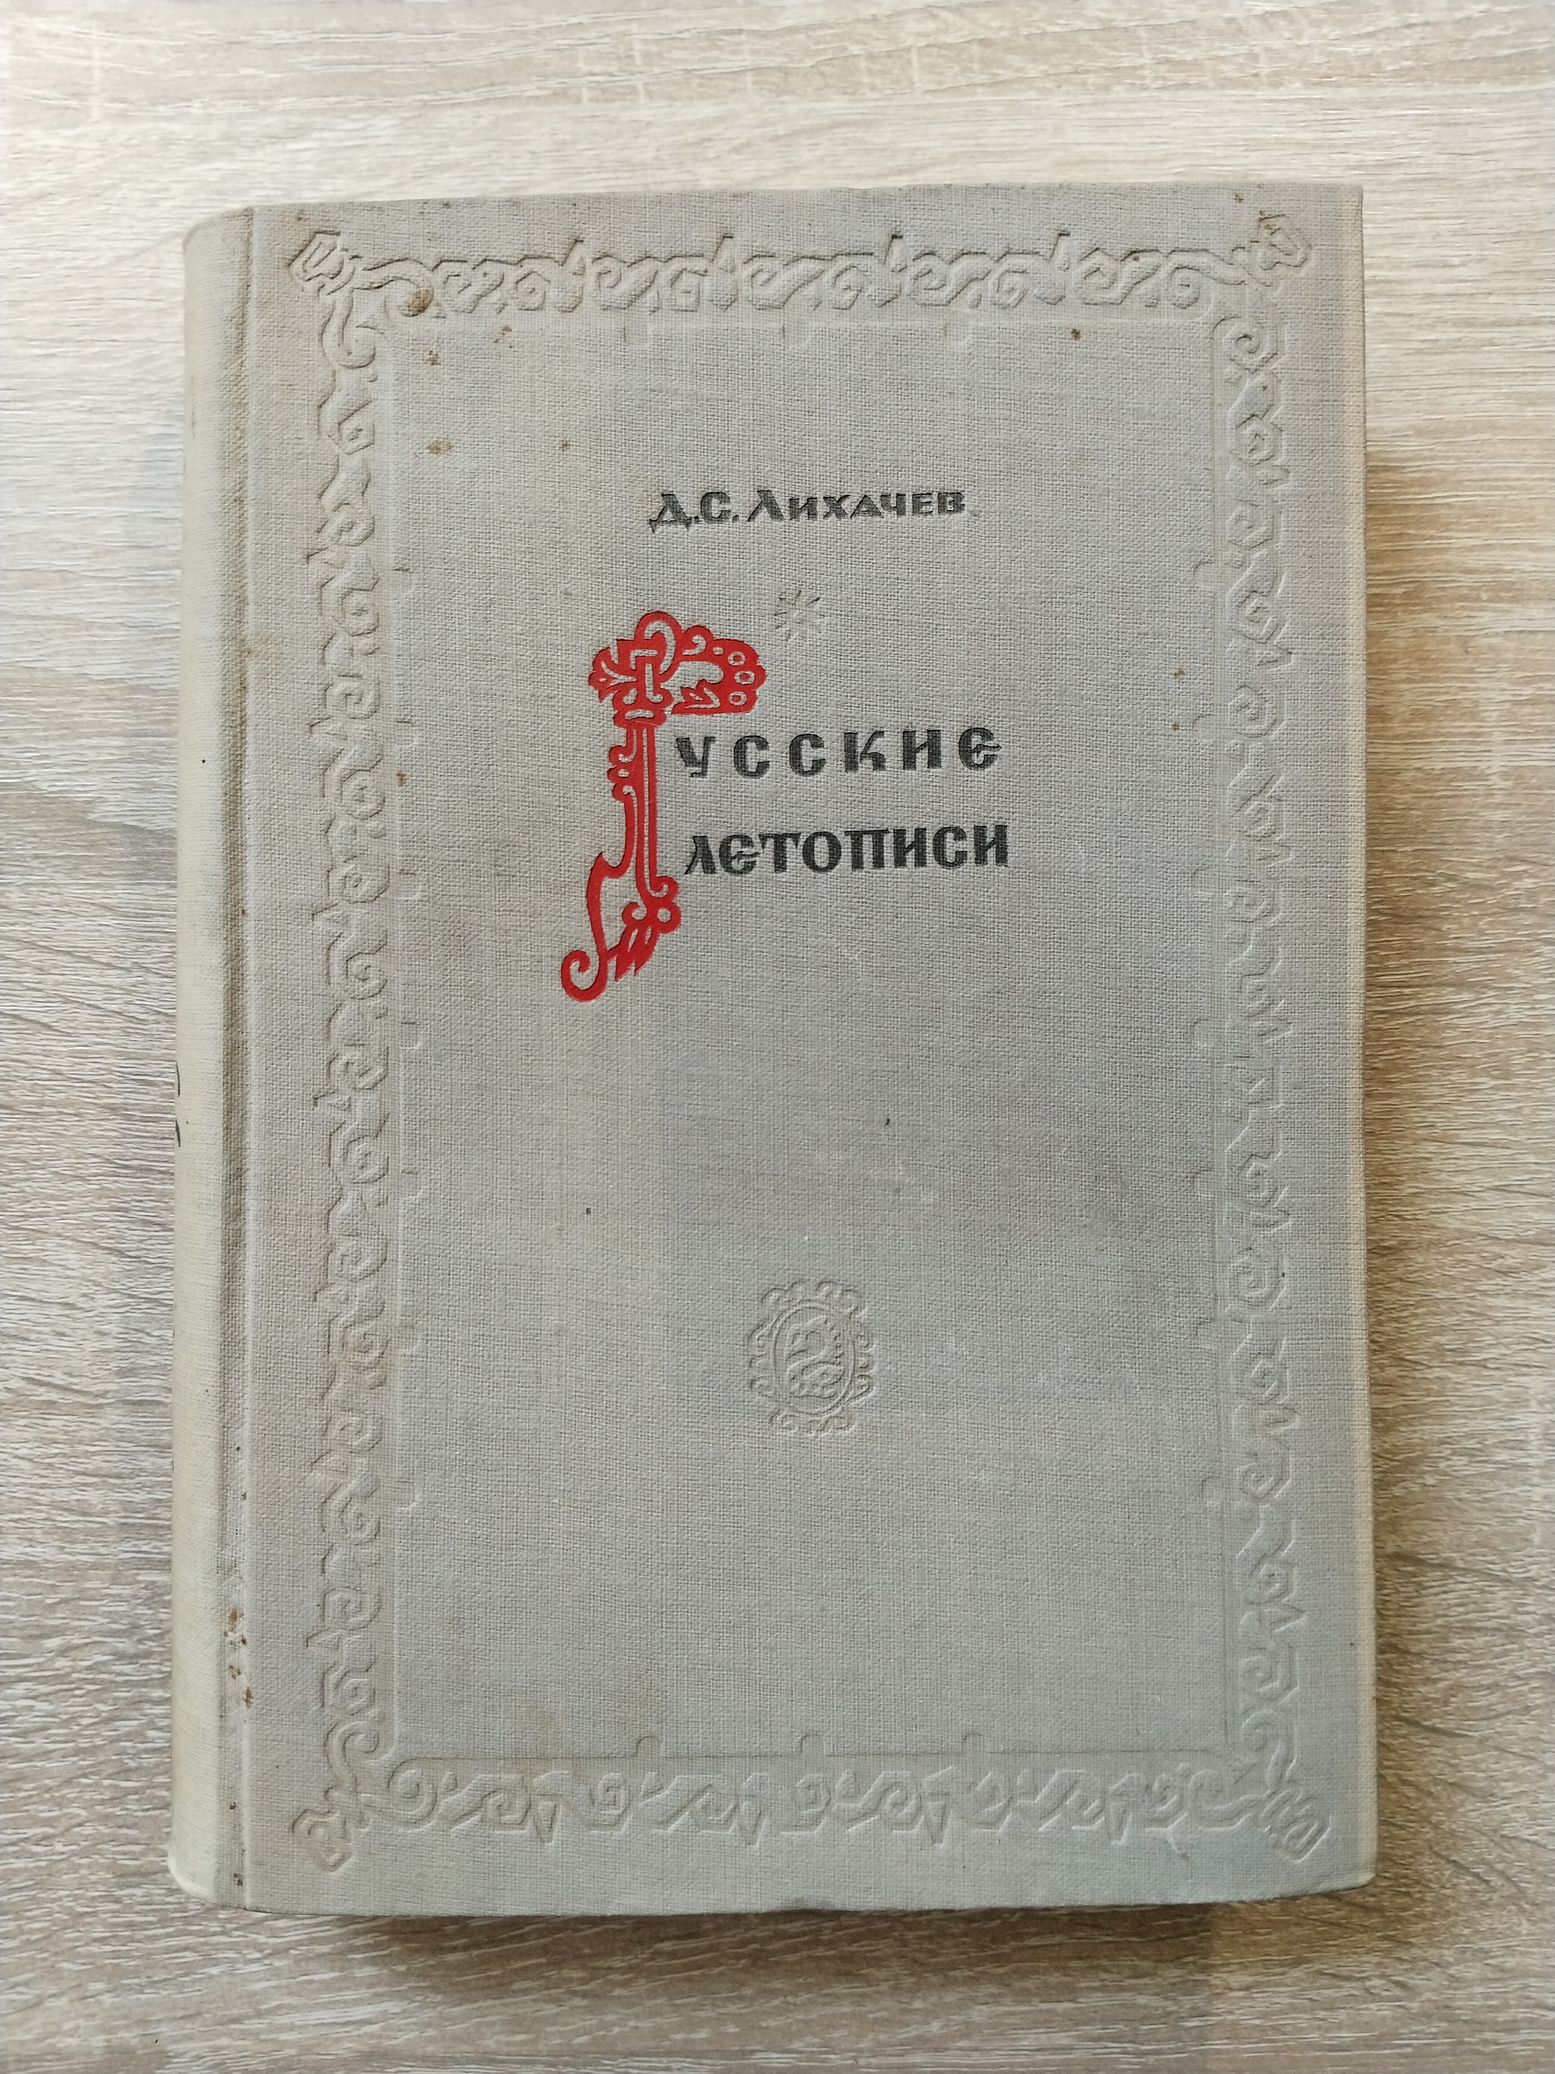 Д.С. Лихачев
Русские
летописи